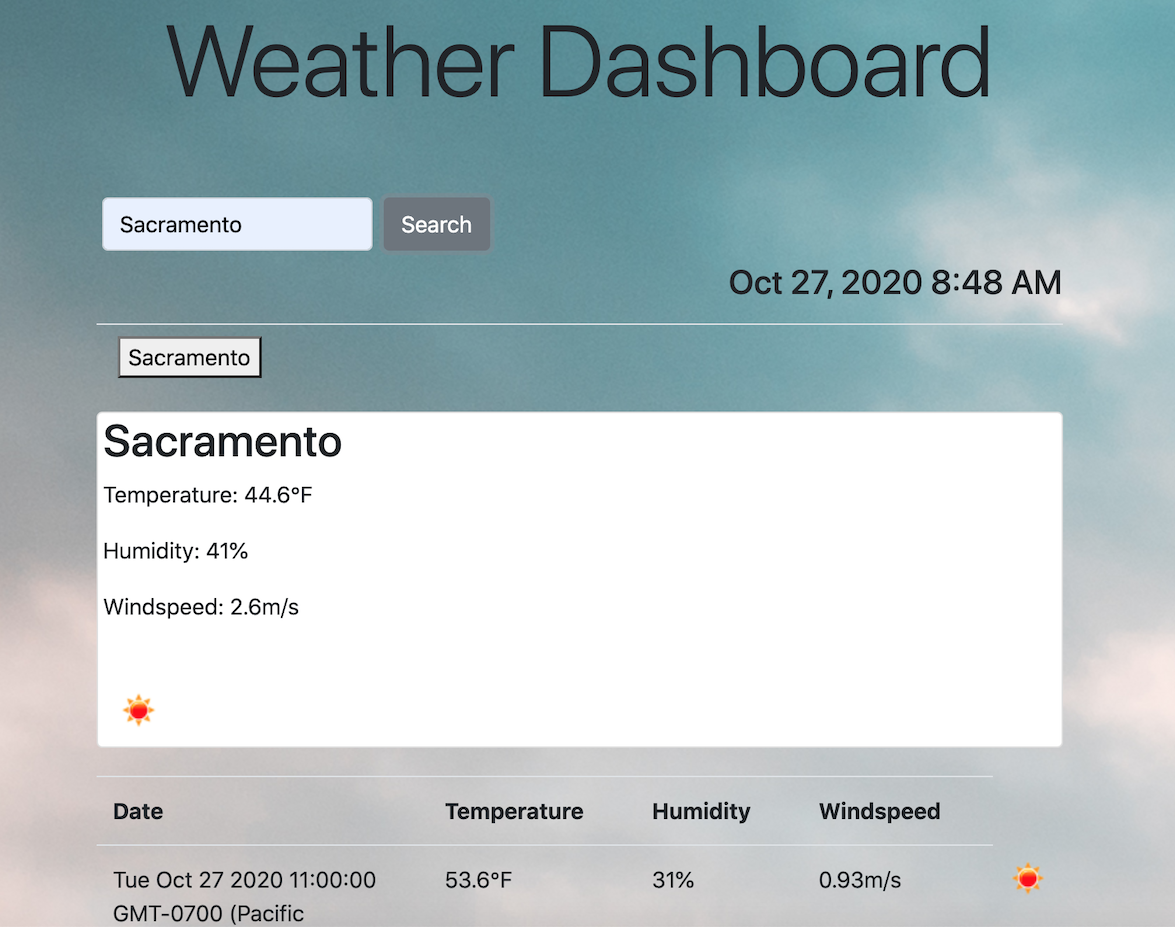 Weather Dashboard
Sacramento
Search
Oct 27, 2020 8:48 AM
Sacramento
Sacramento
Temperature: 44.6°F
Humidity: 41%
Windspeed: 2.6m/s
Date Temperature Humidity Windspeed
Tue Oct 27 2020 11:00:00 53.6°F 31% 0.93m/s
GMT-0700 (Pacific